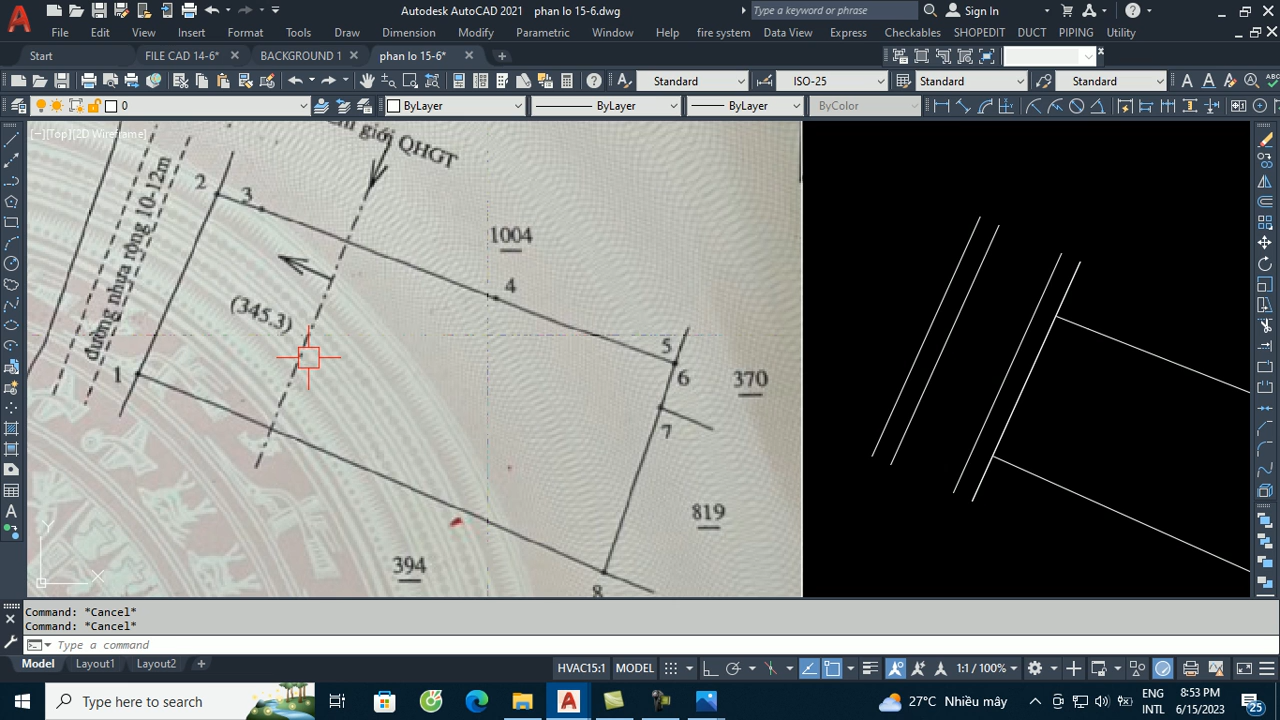 Autodesk AutoCAD 2021 phan lo 15-6.dwg
Type a keyword or phrase
Sign In
File Edit View Insert Format Tools Draw Dimension Modify Parametric Window Help fire system Data View Express Checkables SHOPEDIT DUCT PIPING Utility
Start FILE CAD 14-6* BACKGROUND 1 phan lo 15-6*
Standard ISO-25 Standard Standard
0 ByLayer ByLayer ByLayer ByColor
[−][Top][2D Wireframe]
giới QHGT
đường nhựa rộng 10-12m
2
3
1004
4
(345.3)
5
1
6
370
7
819
394
8
Y
X
Command: *Cancel*
Command: *Cancel*
Type a command
Model Layout1 Layout2
HVAC15:1 MODEL 1:1 / 100%
Type here to search
27°C Nhiều mây
ENG
INTL
8:53 PM
6/15/2023
25